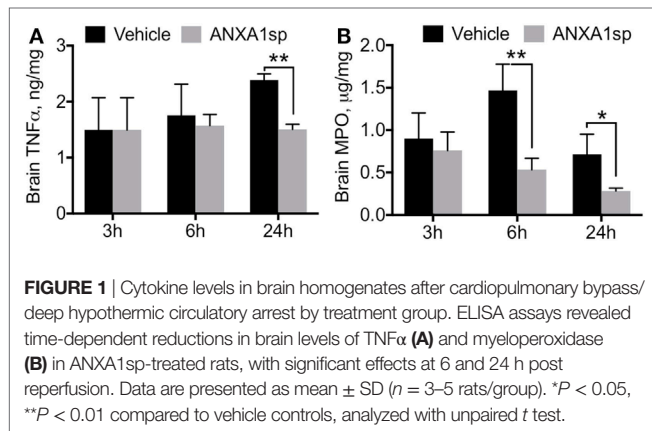 A
Vehicle
ANXA1sp
Brain TNFα, ng/mg
3
2
1
0
**
3h
6h
24h
B
Vehicle
ANXA1sp
Brain MPO, μg/mg
2.0
1.5
1.0
0.5
0.0
**
*
3h
6h
24h
FIGURE 1 | Cytokine levels in brain homogenates after cardiopulmonary bypass/
deep hypothermic circulatory arrest by treatment group. ELISA assays revealed
time-dependent reductions in brain levels of TNFα (A) and myeloperoxidase
(B) in ANXA1sp-treated rats, with significant effects at 6 and 24 h post
reperfusion. Data are presented as mean ± SD (n = 3–5 rats/group). *P < 0.05,
**P < 0.01 compared to vehicle controls, analyzed with unpaired t test.